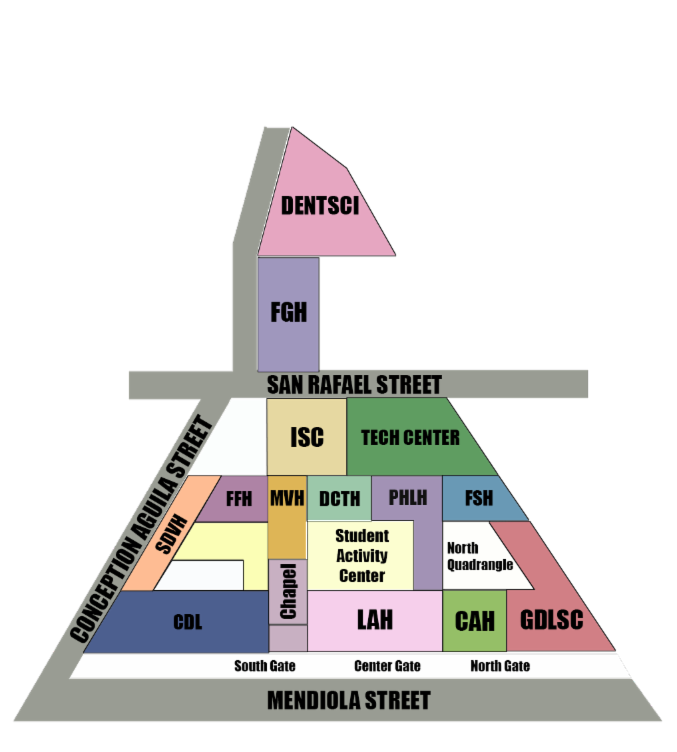 DENTSCI
FGH
SAN RAFAEL STREET
ISC
TECH CENTER
CONCEPTION AGUILA STREET
FFH
MVH
DCTH
PHLH
FSH
SDVH
Student
Activity
Center
North
Quadrangle
Chapel
CDL
LAH
CAH
GDLSC
South Gate
Center Gate
North Gate
MENDIOLA STREET